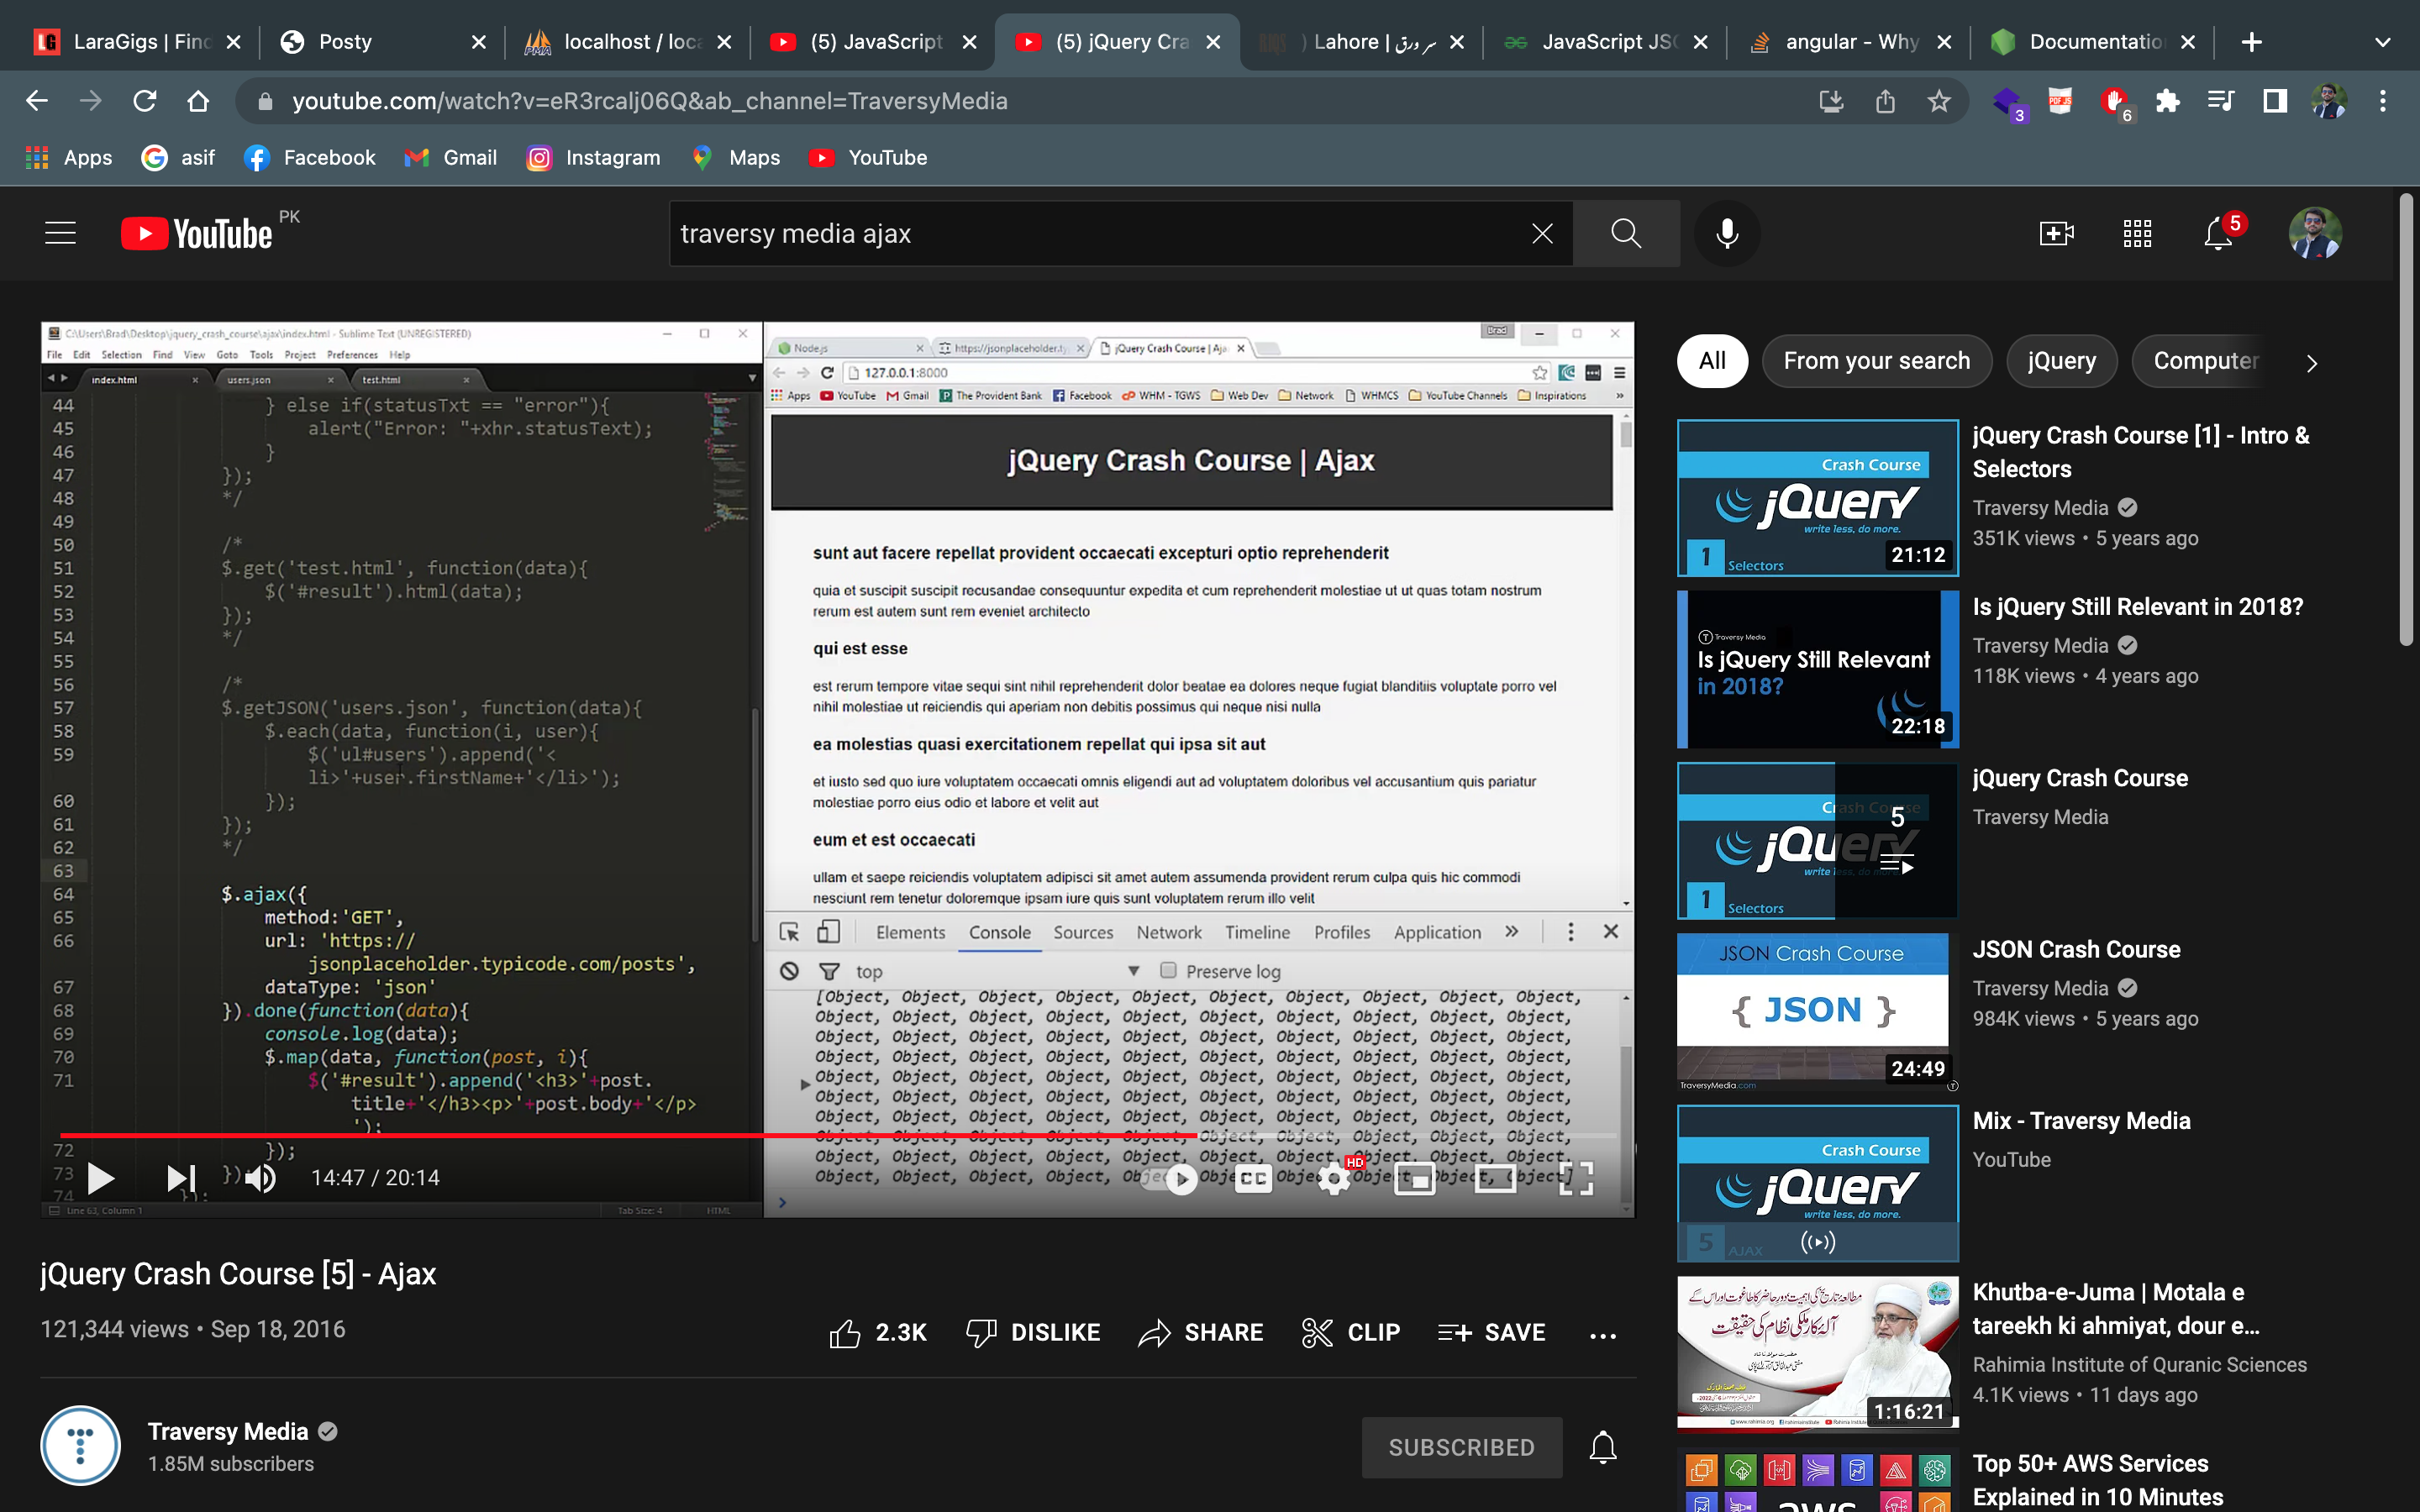 LaraGigs | Find
Posty
localhost / loca
(5) JavaScript
(5) jQuery Cra
) Lahore | سر ورق
JavaScript JSO
angular - Why
Documentatio
youtube.com/watch?v=eR3rcalj06Q&ab_channel=TraversyMedia
3
PDF JS
6
Apps
asif
Facebook
Gmail
Instagram
Maps
YouTube
YouTube PK
traversy media ajax
5
C:\Users\Brad\Desktop\jquery_crash_course\ajax\index.html - Sublime Text (UNREGISTERED)
File Edit Selection Find View Goto Tools Project Preferences Help
index.html
users.json
test.html
44 } else if(statusTxt == "error"){
45 alert("Error: "+xhr.statusText);
46 }
47 });
48 */
49
50 /*
51 $.get('test.html', function(data){
52 $('#result').html(data);
53 });
54 */
55
56 /*
57 $.getJSON('users.json', function(data){
58 $.each(data, function(i, user){
59 $('ul#users').append('<
li>'+user.firstName+'</li>');
60 });
61 });
62 */
63
64 $.ajax({
65 method:'GET',
66 url: 'https://
jsonplaceholder.typicode.com/posts',
67 dataType: 'json'
68 }).done(function(data){
69 console.log(data);
70 $.map(data, function(post, i){
71 $('#result').append('<h3>'+post.
title+'</h3><p>'+post.body+'</p>
');
72 });
73 });
74 });
Line 63, Column 1
Tab Size: 4
HTML
Brad
Node.js
https://jsonplaceholder.ty
jQuery Crash Course | Aja
127.0.0.1:8000
Apps YouTube Gmail The Provident Bank Facebook WHM - TGWS Web Dev Network WHMCS YouTube Channels Inspirations »
jQuery Crash Course | Ajax
sunt aut facere repellat provident occaecati excepturi optio reprehenderit
quia et suscipit suscipit recusandae consequuntur expedita et cum reprehenderit molestiae ut ut quas totam nostrum
rerum est autem sunt rem eveniet architecto
qui est esse
est rerum tempore vitae sequi sint nihil reprehenderit dolor beatae ea dolores neque fugiat blanditiis voluptate porro vel
nihil molestiae ut reiciendis qui aperiam non debitis possimus qui neque nisi nulla
ea molestias quasi exercitationem repellat qui ipsa sit aut
et iusto sed quo iure voluptatem occaecati omnis eligendi aut ad voluptatem doloribus vel accusantium quis pariatur
molestiae porro eius odio et labore et velit aut
eum et est occaecati
ullam et saepe reiciendis voluptatem adipisci sit amet autem assumenda provident rerum culpa quis hic commodi
nesciunt rem tenetur doloremque ipsam iure quis sunt voluptatem rerum illo velit
Elements Console Sources Network Timeline Profiles Application »
top
Preserve log
[Object, Object, Object, Object, Object, Object, Object, Object, Object, Object,
Object, Object, Object, Object, Object, Object, Object, Object, Object, Object,
Object, Object, Object, Object, Object, Object, Object, Object, Object, Object,
Object, Object, Object, Object, Object, Object, Object, Object, Object, Object,
Object, Object, Object, Object, Object, Object, Object, Object, Object, Object,
Object, Object, Object, Object, Object, Object, Object, Object, Object, Object,
Object, Object, Object, Object, Object, Object, Object, Object, Object, Object,
Object, Object, Object, Object, Object, Object, Object, Object, Object, Object,
Object, Object, Object, Object, Object, Object, Object, Object, Object, Object,
Object, Object, Object, Object, Object, Object, Object, Object, Object, Object]
14:47 / 20:14
CC
HD
jQuery Crash Course [5] - Ajax
121,344 views • Sep 18, 2016
2.3K
DISLIKE
SHARE
CLIP
SAVE
Traversy Media
1.85M subscribers
SUBSCRIBED
All
From your search
jQuery
Computer
Crash Course
jQuery
write less, do more.
1 Selectors
21:12
jQuery Crash Course [1] - Intro &
Selectors
Traversy Media
351K views • 5 years ago
Traversy Media
Is jQuery Still Relevant
in 2018?
22:18
Is jQuery Still Relevant in 2018?
Traversy Media
118K views • 4 years ago
Crash Course
jQuery
write less, do more.
5
1 Selectors
jQuery Crash Course
Traversy Media
JSON Crash Course
{ JSON }
TraversyMedia.com
24:49
JSON Crash Course
Traversy Media
984K views • 5 years ago
Crash Course
jQuery
write less, do more.
5 AJAX
Mix - Traversy Media
YouTube
مطالعۂ تاریخ کی اہمیت؛ دور حاضر کا طاغوت اور اس کے
آلۂ کار ملکی نظام کی حقیقت
1:16:21
Khutba-e-Juma | Motala e
tareekh ki ahmiyat, dour e...
Rahimia Institute of Quranic Sciences
4.1K views • 11 days ago
aws
Top 50+ AWS Services
Explained in 10 Minutes